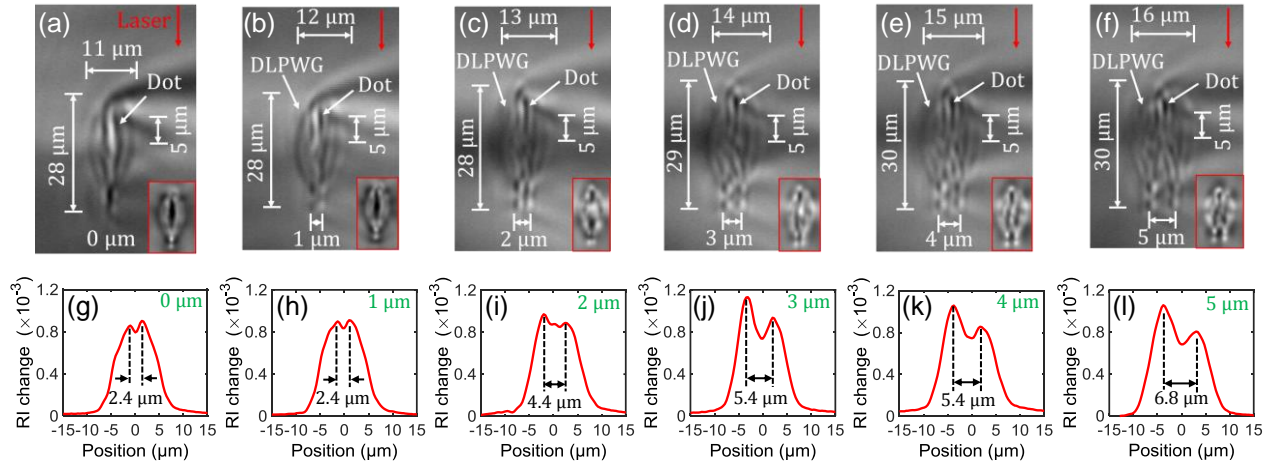 (a) Laser
11 μm
Dot
28 μm
5 μm
0 μm
(b) 12 μm
DLPWG
Dot
28 μm
5 μm
1 μm
(c) 13 μm
DLPWG
Dot
28 μm
5 μm
2 μm
(d) 14 μm
DLPWG
Dot
29 μm
5 μm
3 μm
(e) 15 μm
DLPWG
Dot
30 μm
5 μm
4 μm
(f) 16 μm
DLPWG
Dot
30 μm
5 μm
5 μm
(g) 0 μm
RI change (×10⁻³)
1.2
0.8
0.4
0
2.4 μm
-15 -10 -5 0 5 10 15
Position (μm)
(h) 1 μm
RI change (×10⁻³)
1.2
0.8
0.4
0
2.4 μm
-15 -10 -5 0 5 10 15
Position (μm)
(i) 2 μm
RI change (×10⁻³)
1.2
0.8
0.4
0
4.4 μm
-15 -10 -5 0 5 10 15
Position (μm)
(j) 3 μm
RI change (×10⁻³)
1.2
0.8
0.4
0
5.4 μm
-15 -10 -5 0 5 10 15
Position (μm)
(k) 4 μm
RI change (×10⁻³)
1.2
0.8
0.4
0
5.4 μm
-15 -10 -5 0 5 10 15
Position (μm)
(l) 5 μm
RI change (×10⁻³)
1.2
0.8
0.4
0
6.8 μm
-15 -10 -5 0 5 10 15
Position (μm)